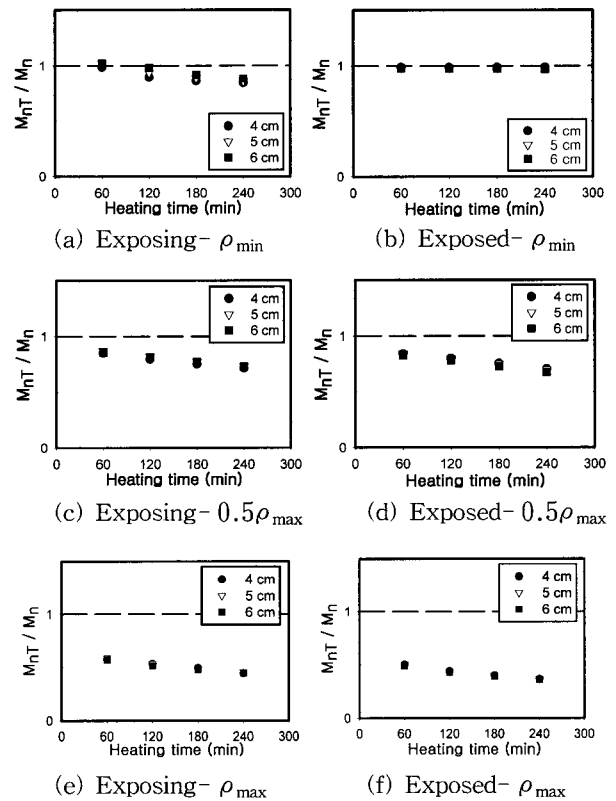 M_nT / M_n
1
0
0 60 120 180 240 300
Heating time (min)
4 cm
5 cm
6 cm
(a) Exposing- ρmin
M_nT / M_n
1
0
0 60 120 180 240 300
Heating time (min)
4 cm
5 cm
6 cm
(b) Exposed- ρmin
M_nT / M_n
1
0
0 60 120 180 240 300
Heating time (min)
4 cm
5 cm
6 cm
(c) Exposing- 0.5ρmax
M_nT / M_n
1
0
0 60 120 180 240 300
Heating time (min)
4 cm
5 cm
6 cm
(d) Exposed- 0.5ρmax
M_nT / M_n
1
0
0 60 120 180 240 300
Heating time (min)
4 cm
5 cm
6 cm
(e) Exposing- ρmax
M_nT / M_n
1
0
0 60 120 180 240 300
Heating time (min)
4 cm
5 cm
6 cm
(f) Exposed- ρmax